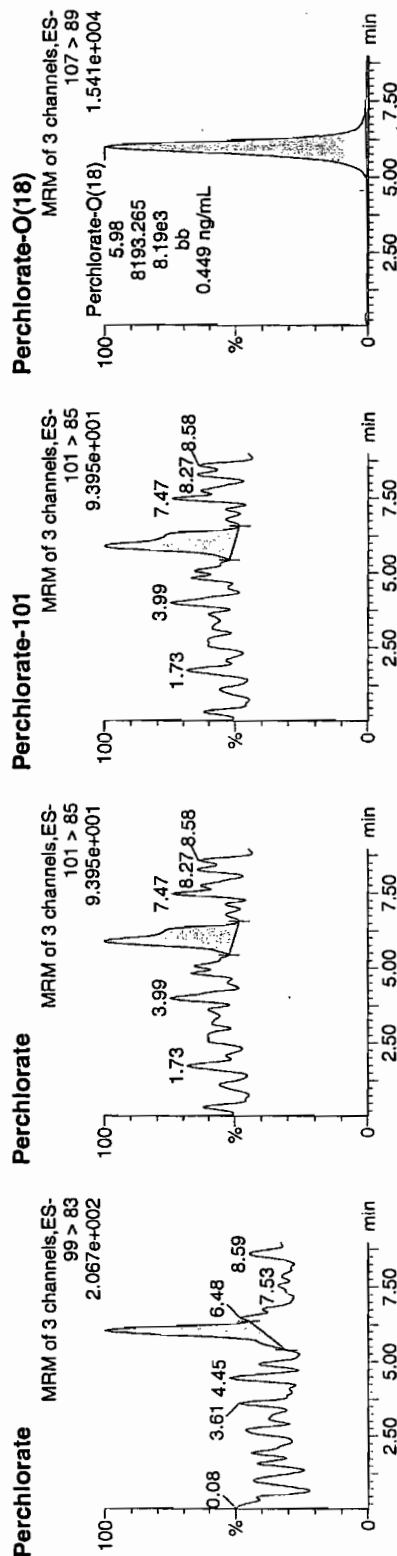 Perchlorate
MRM of 3 channels,ES-
99 > 83
2.067e+002
100
%
0
0.08
3.61
4.45
6.48
7.53
8.59
2.50
5.00
7.50
min
Perchlorate
MRM of 3 channels,ES-
101 > 85
9.395e+001
100
%
0
1.73
3.99
7.47
8.27
8.58
2.50
5.00
7.50
min
Perchlorate-101
MRM of 3 channels,ES-
101 > 85
9.395e+001
100
%
0
1.73
3.99
7.47
8.27
8.58
2.50
5.00
7.50
min
Perchlorate-O(18)
MRM of 3 channels,ES-
107 > 89
1.541e+004
100
%
0
Perchlorate-O(18)
5.98
8193.265
8.19e3
bb
0.449 ng/mL
2.50
5.00
7.50
min